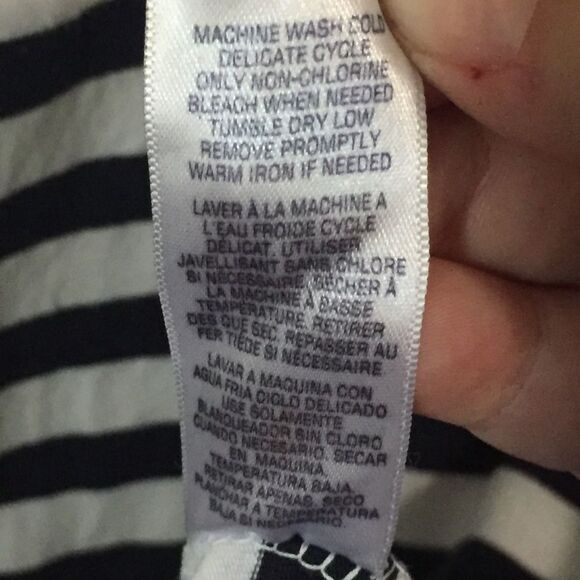 MACHINE WASH COLD
DELICATE CYCLE
ONLY NON-CHLORINE
BLEACH WHEN NEEDED
TUMBLE DRY LOW
REMOVE PROMPTLY
WARM IRON IF NEEDED
LAVER À LA MACHINE A
L'EAU FROIDE CYCLE
DÉLICAT, UTILISER
JAVELLISANT SANS CHLORE
SI NÉCESSAIRE, SÉCHER À
LA MACHINE À BASSE
TEMPÉRATURE, RETIRER
DÈS QUE SEC, REPASSER AU
FER TIÈDE SI NÉCESSAIRE
LAVAR A MAQUINA CON
AGUA FRIA CICLO DELICADO
USE SOLAMENTE
BLANQUEADOR SIN CLORO
CUANDO NECESARIO, SECAR
EN MAQUINA
TEMPERATURA BAJA,
RETIRAR APENAS, SECO
PLANCHAR A TEMPERATURA
BAJA SI NECESARIO.